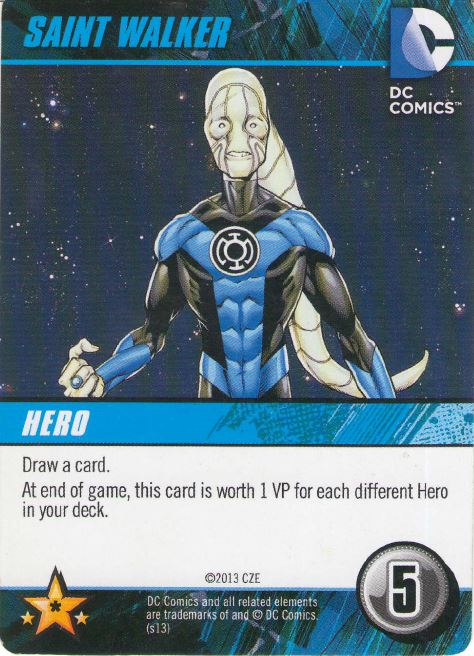 SAINT WALKER
DC
DC
COMICS™
HERO
Draw a card.
At end of game, this card is worth 1 VP for each different Hero
in your deck.
©2013 CZE
*
DC Comics and all related elements
are trademarks of and © DC Comics.
(s13)
5